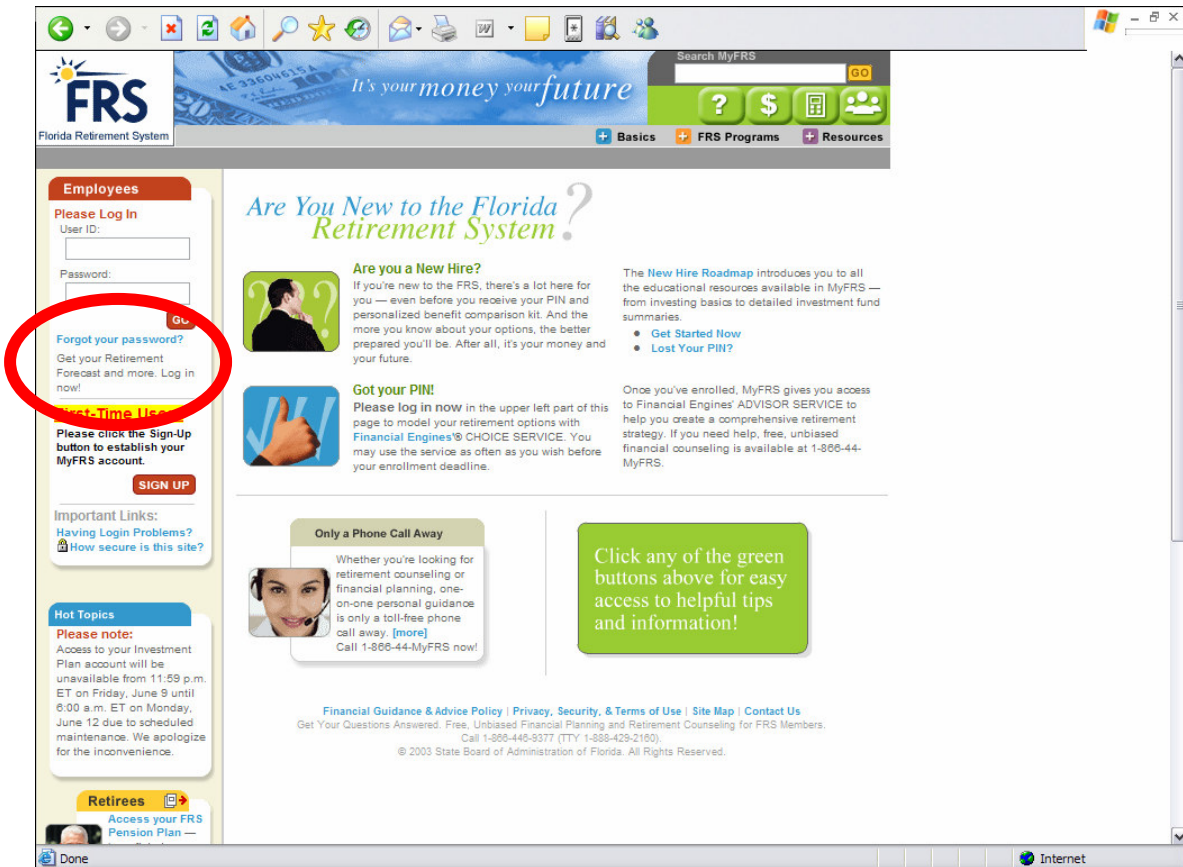 Search MyFRS
GO
AE33604615A
It's your money your future
FRS
Florida Retirement System
? $
Basics FRS Programs Resources
Employees
Please Log In
User ID:
Password:
GO
Forgot your password?
Get your Retirement
Forecast and more. Log in
now!
First-Time User
Please click the Sign-Up
button to establish your
MyFRS account.
SIGN UP
Important Links:
Having Login Problems?
How secure is this site?
Hot Topics
Please note:
Access to your Investment
Plan account will be
unavailable from 11:59 p.m.
ET on Friday, June 9 until
6:00 a.m. ET on Monday,
June 12 due to scheduled
maintenance. We apologize
for the inconvenience.
Retirees
Access your FRS
Pension Plan —
Are You New to the Florida
Retirement System ?
Are you a New Hire?
If you're new to the FRS, there's a lot here for
you — even before you receive your PIN and
personalized benefit comparison kit. And the
more you know about your options, the better
prepared you'll be. After all, it's your money and
your future.
The New Hire Roadmap introduces you to all
the educational resources available in MyFRS —
from investing basics to detailed investment fund
summaries.
● Get Started Now
● Lost Your PIN?
Got your PIN!
Please log in now in the upper left part of this
page to model your retirement options with
Financial Engines'® CHOICE SERVICE. You
may use the service as often as you wish before
your enrollment deadline.
Once you've enrolled, MyFRS gives you access
to Financial Engines' ADVISOR SERVICE to
help you create a comprehensive retirement
strategy. If you need help, free, unbiased
financial counseling is available at 1-866-44-
MyFRS.
Only a Phone Call Away
Whether you're looking for
retirement counseling or
financial planning, one-
on-one personal guidance
is only a toll-free phone
call away. [more]
Call 1-866-44-MyFRS now!
Click any of the green
buttons above for easy
access to helpful tips
and information!
Financial Guidance & Advice Policy | Privacy, Security, & Terms of Use | Site Map | Contact Us
Get Your Questions Answered. Free, Unbiased Financial Planning and Retirement Counseling for FRS Members.
Call 1-866-446-9377 (TTY 1-888-429-2160).
© 2003 State Board of Administration of Florida. All Rights Reserved.
Done
Internet